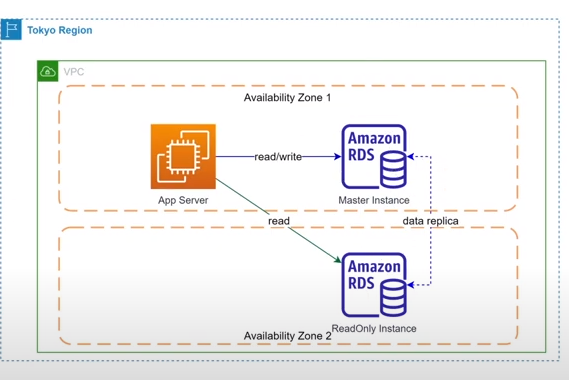 Tokyo Region
VPC
Availability Zone 1
Amazon
RDS
read/write
App Server
Master Instance
read
data replica
Amazon
RDS
ReadOnly Instance
Availability Zone 2